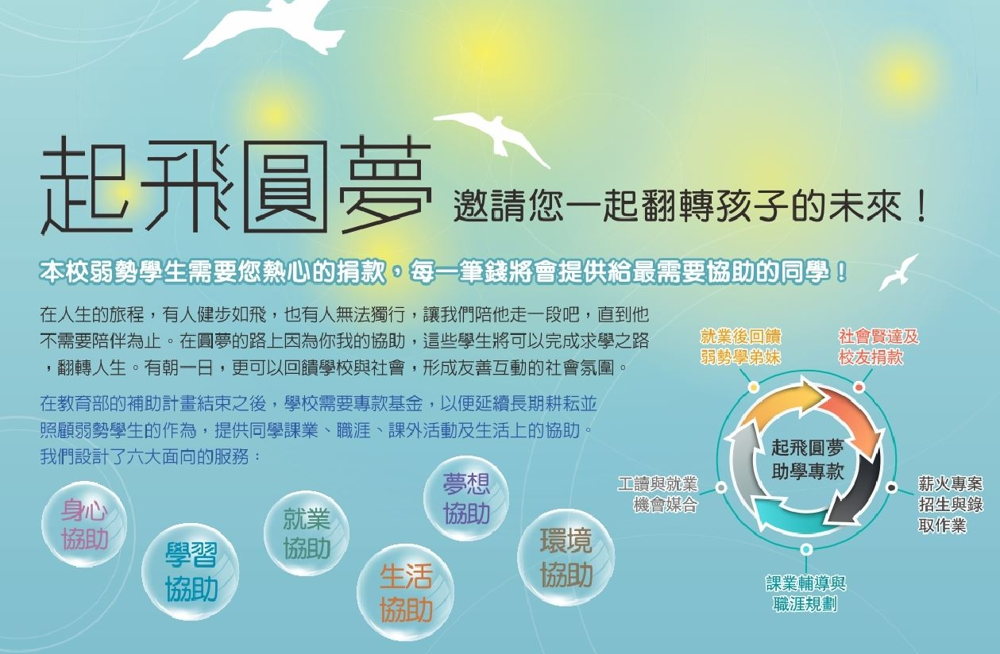 起飛圓夢 邀請您一起翻轉孩子的未來！
本校弱勢學生需要您熱心的捐款，每一筆錢將會提供給最需要協助的同學！
在人生的旅程，有人健步如飛，也有人無法獨行，讓我們陪他走一段吧，直到他
不需要陪伴為止。在圓夢的路上因為你我的協助，這些學生將可以完成求學之路
，翻轉人生。有朝一日，更可以回饋學校與社會，形成友善互動的社會氛圍。
在教育部的補助計畫結束之後，學校需要專款基金，以便延續長期耕耘並
照顧弱勢學生的作為，提供同學課業、職涯、課外活動及生活上的協助。
我們設計了六大面向的服務：
身心
協助
學習
協助
就業
協助
生活
協助
夢想
協助
環境
協助
起飛圓夢
助學專款
就業後回饋
弱勢學弟妹
社會賢達及
校友捐款
薪火專案
招生與錄
取作業
課業輔導與
職涯規劃
工讀與就業
機會媒合